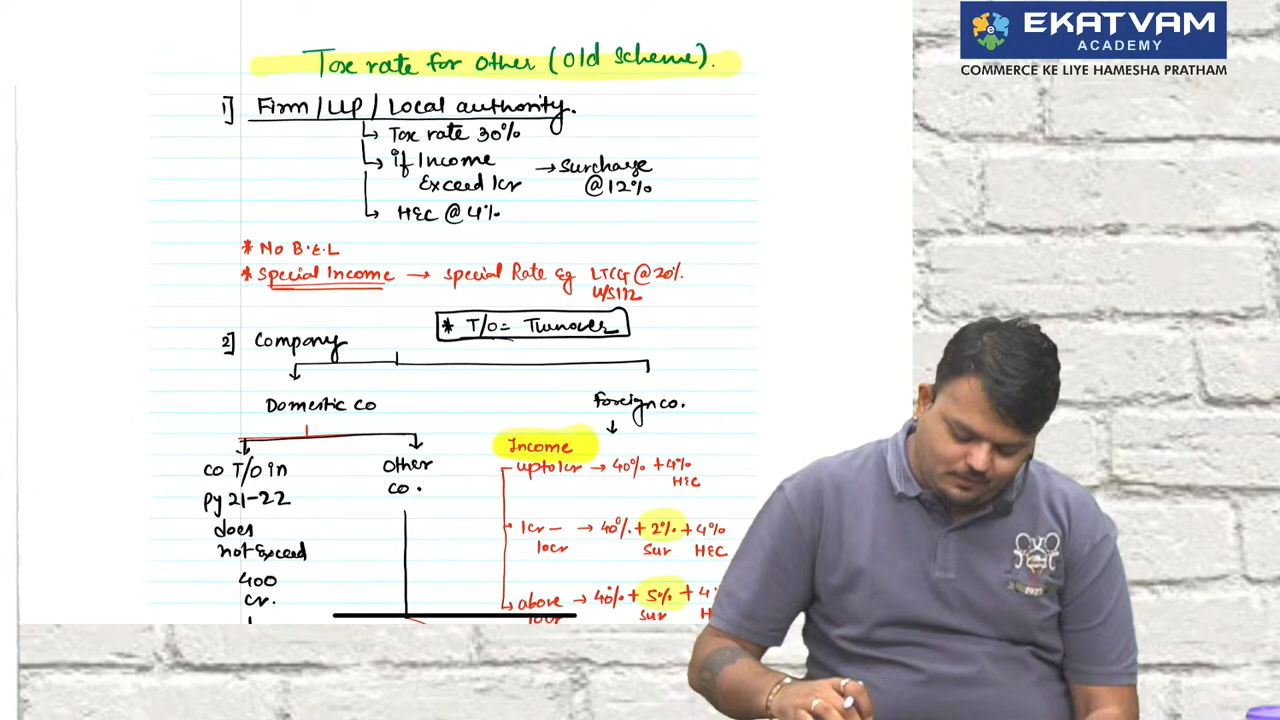 EKATVAM
ACADEMY
COMMERCE KE LIYE HAMESHA PRATHAM
Tax rate for other (old scheme).
1] Firm/LLP/Local authority.
↳ Tax rate 30%
↳ if Income Exceed 1cr → Surcharge @12%
↳ HEC @ 4%
* No B.E.L
* Special Income → special Rate eg LTCG @ 20%
u/s 112
* T/O = Turnover
2] Company
Domestic co
Foreign co.
co T/O in
py 21-22
does
not Exceed
400
cr.
Other
co.
Income
upto 1cr → 40% + 4%
HEC
1cr –
10cr
→ 40% + 2% + 4%
Sur HEC
above
10cr
→ 40% + 5% + 4
Sur H